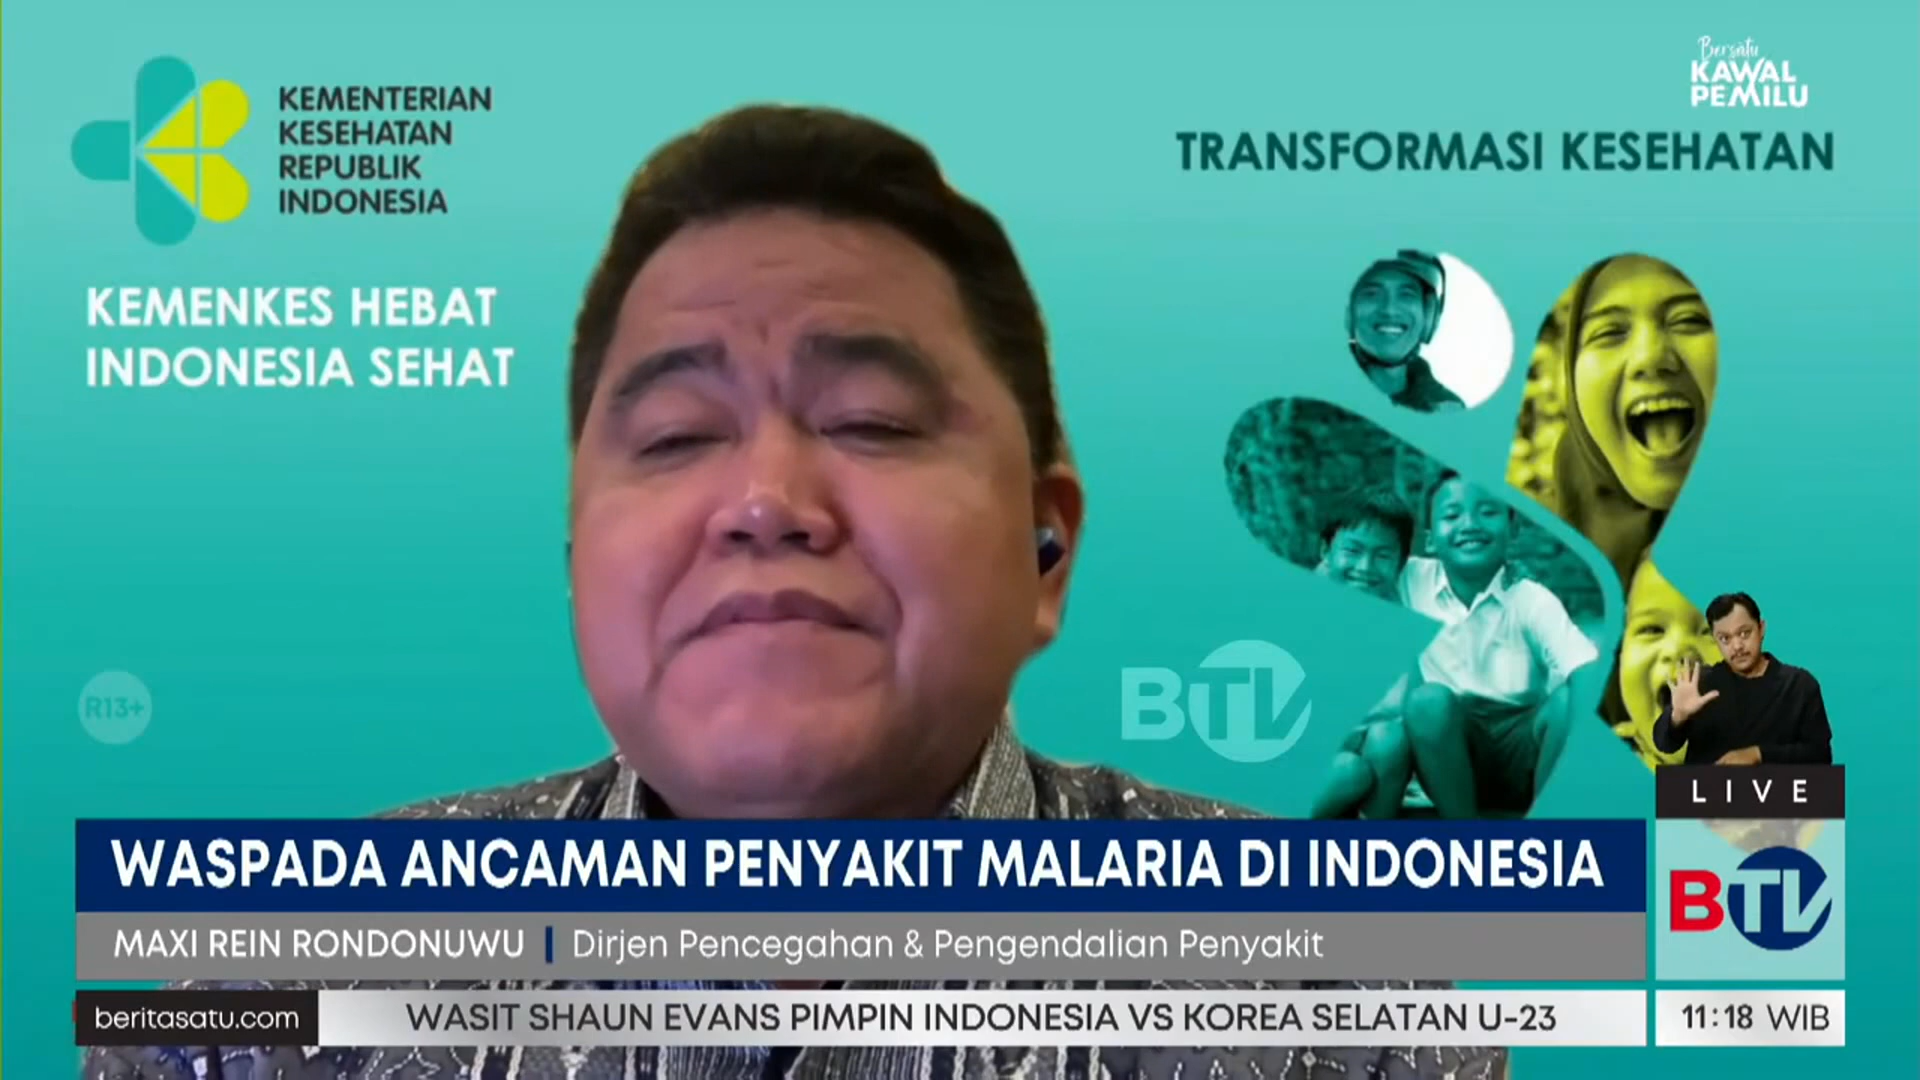 Bersatu
KAWAL
PEMILU
KEMENTERIAN
KESEHATAN
REPUBLIK
INDONESIA
TRANSFORMASI KESEHATAN
KEMENKES HEBAT
INDONESIA SEHAT
R13+
BTV
LIVE
WASPADA ANCAMAN PENYAKIT MALARIA DI INDONESIA
BTV
MAXI REIN RONDONUWU | Dirjen Pencegahan & Pengendalian Penyakit
beritasatu.com WASIT SHAUN EVANS PIMPIN INDONESIA VS KOREA SELATAN U-23 11:18 WIB